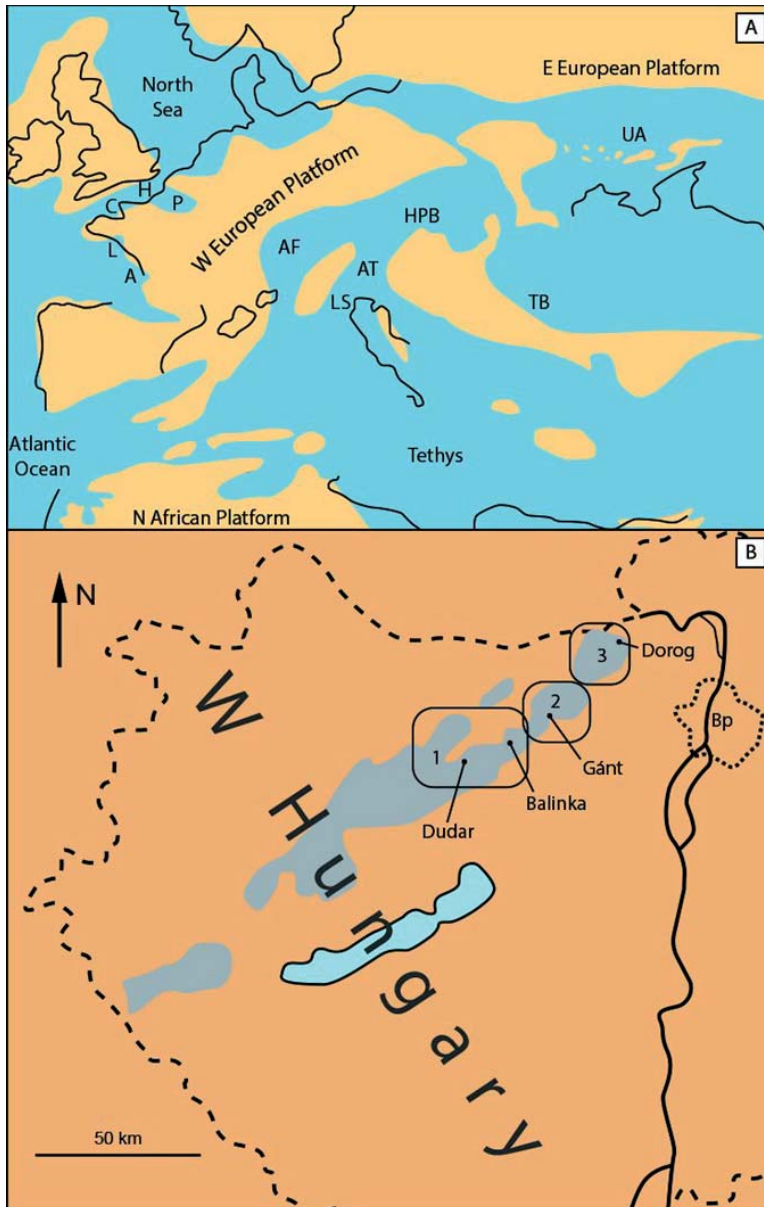 A
North
Sea
E European Platform
UA
H
C
P
W European Platform
HPB
L
AF
A
AT
LS
TB
Atlantic
Ocean
Tethys
N African Platform
B
N
3
Dorog
2
Bp
1
Gánt
Balinka
Dudar
W Hungary
50 km